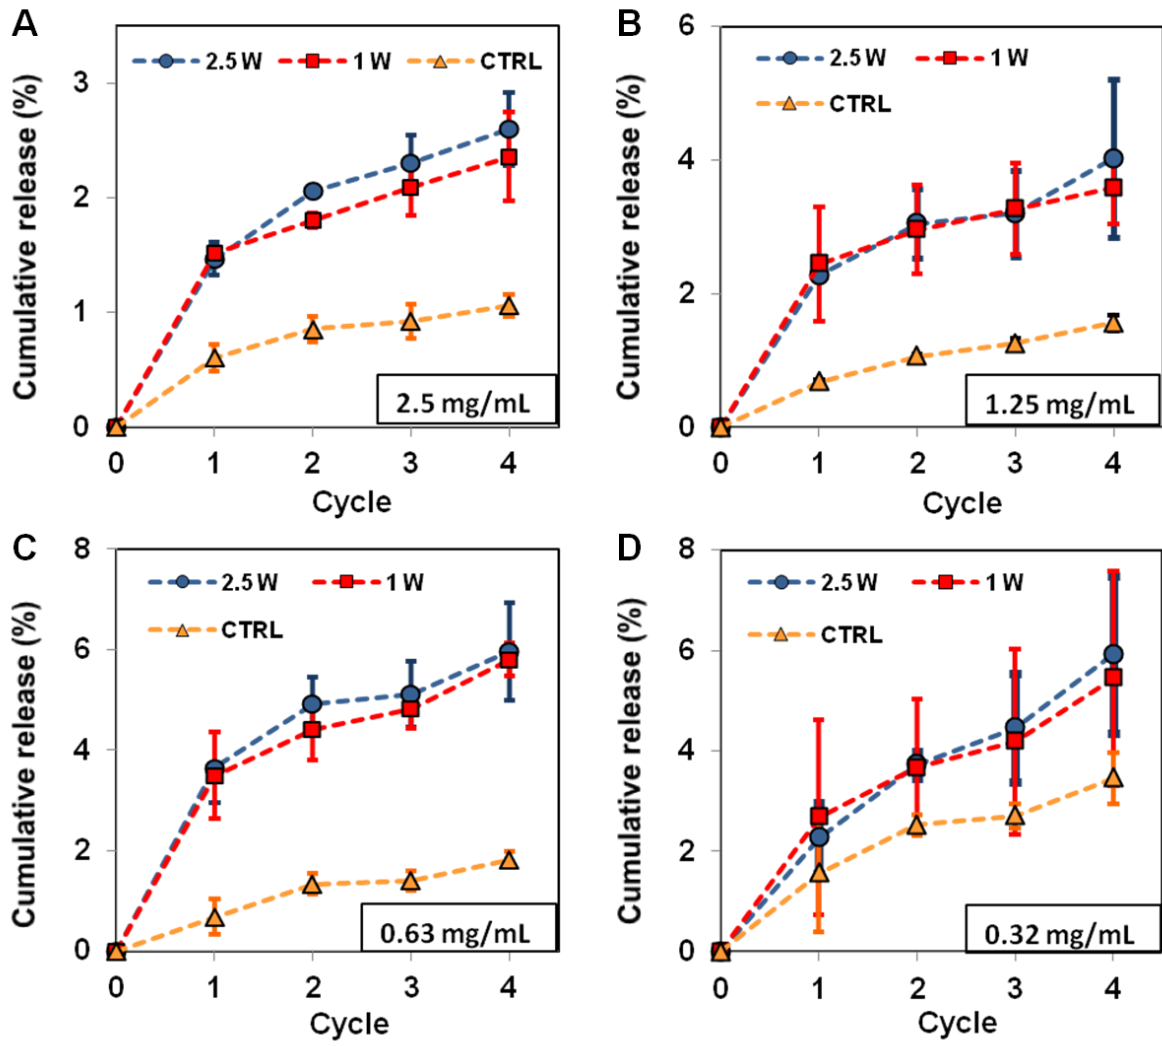 A
Cumulative release (%)
3
2
1
0
2.5 W 1 W CTRL
2.5 mg/mL
0 1 2 3 4
Cycle
B
Cumulative release (%)
6
4
2
0
2.5 W 1 W
CTRL
1.25 mg/mL
0 1 2 3 4
Cycle
C
Cumulative release (%)
8
6
4
2
0
2.5 W 1 W
CTRL
0.63 mg/mL
0 1 2 3 4
Cycle
D
Cumulative release (%)
8
6
4
2
0
2.5 W 1 W
CTRL
0.32 mg/mL
0 1 2 3 4
Cycle